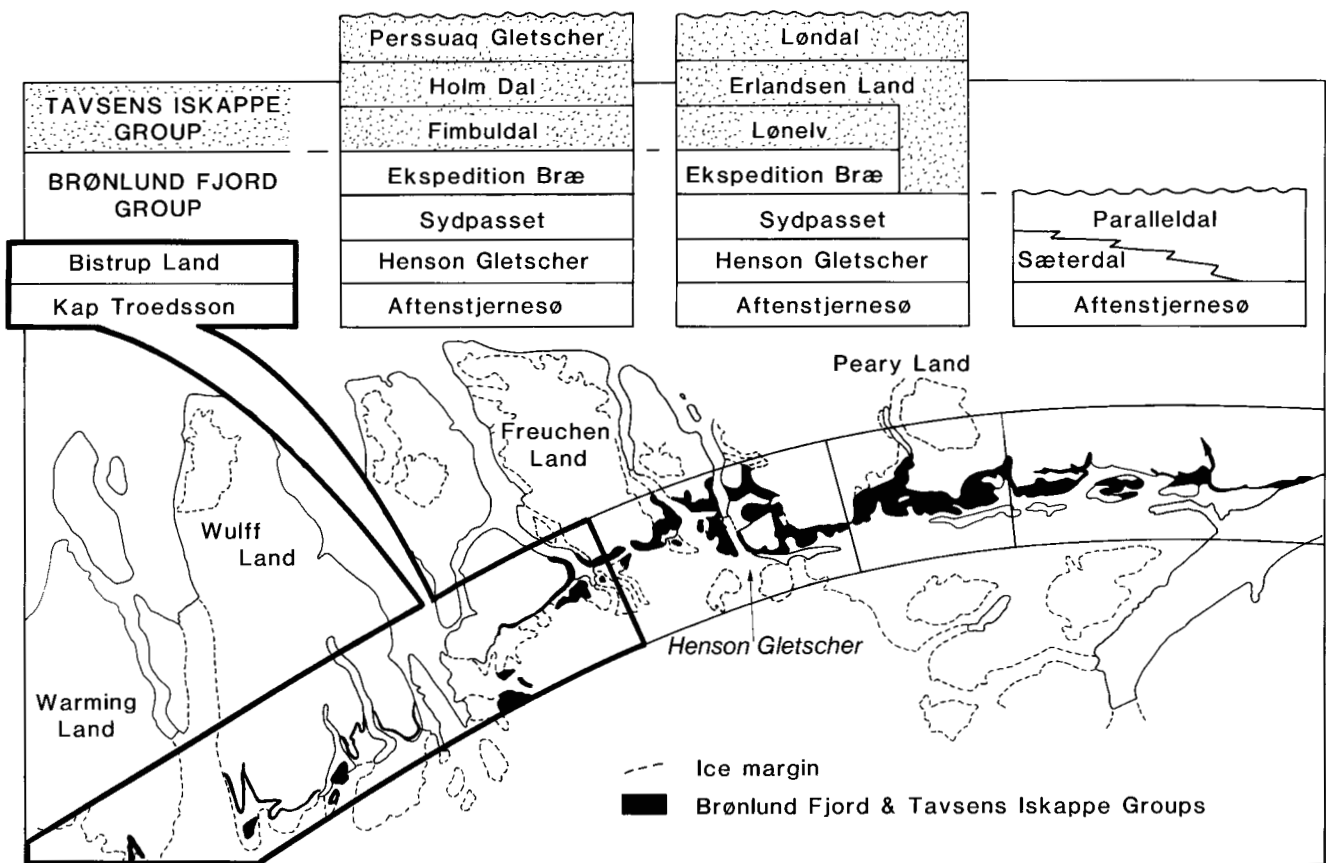 TAVSENS ISKAPPE
GROUP
BRØNLUND FJORD
GROUP
Bistrup Land
Kap Troedsson
Perssuaq Gletscher
Holm Dal
Fimbuldal
Ekspedition Bræ
Sydpasset
Henson Gletscher
Aftenstjernesø
Løndal
Erlandsen Land
Lønelv
Ekspedition Bræ
Sydpasset
Henson Gletscher
Aftenstjernesø
Paralleldal
Sæterdal
Aftenstjernesø
Peary Land
Freuchen
Land
Wulff
Land
Henson Gletscher
Warming
Land
Ice margin
Brønlund Fjord & Tavsens Iskappe Groups